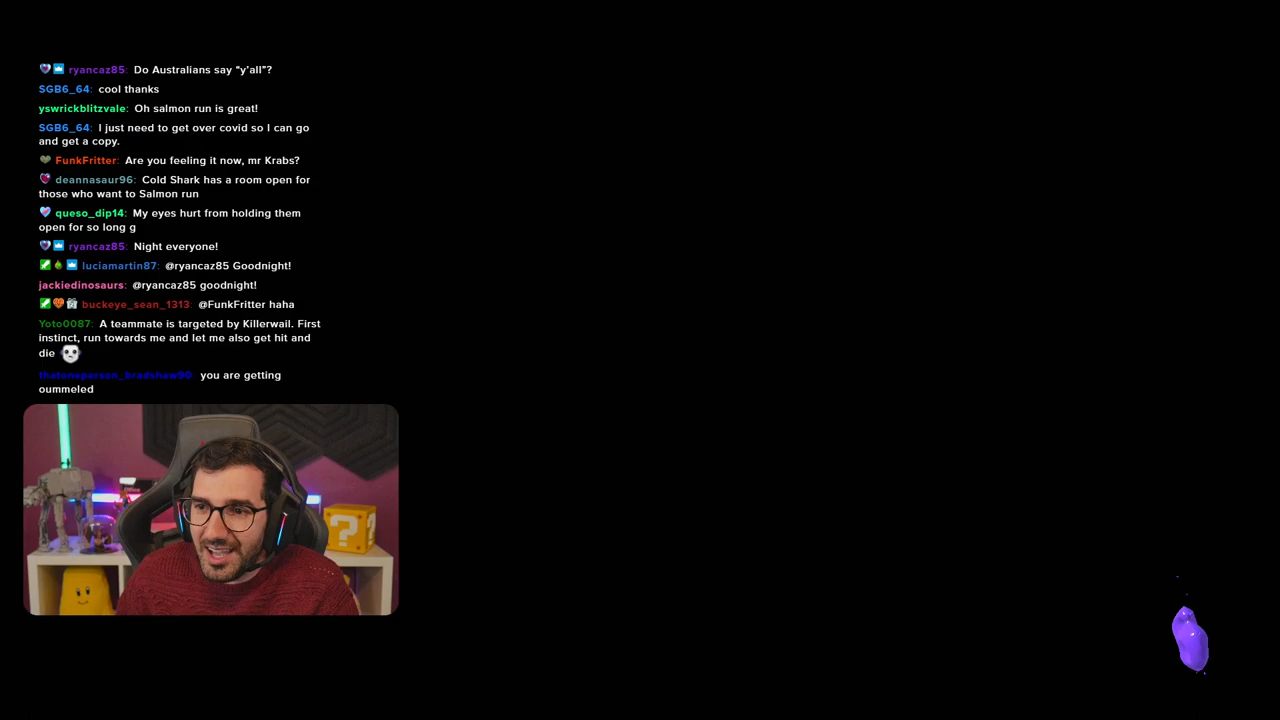 ryancaz85: Do Australians say "y'all"?
SGB6_64: cool thanks
yswrickblitzvale: Oh salmon run is great!
SGB6_64: I just need to get over covid so I can go
and get a copy.
FunkFritter: Are you feeling it now, mr Krabs?
deannasaur96: Cold Shark has a room open for
those who want to Salmon run
queso_dip14: My eyes hurt from holding them
open for so long g
ryancaz85: Night everyone!
luciamartin87: @ryancaz85 Goodnight!
jackiedinosaurs: @ryancaz85 goodnight!
buckeye_sean_1313: @FunkFritter haha
Yoto0087: A teammate is targeted by Killerwail. First
instinct, run towards me and let me also get hit and
die
thatoneperson_bradshaw90: you are getting
oummeled
?